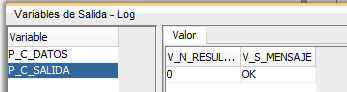 Variables de Salida - Log
Variable
P_C_DATOS
P_C_SALIDA
Valor
V_N_RESUL... V_S_MENSAJE
0 OK